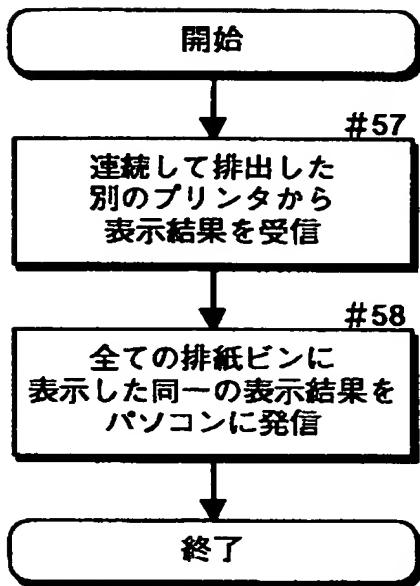 開始
#57
連続して排出した
別のプリンタから
表示結果を受信
#58
全ての排紙ビンに
表示した同一の表示結果を
パソコンに発信
終了